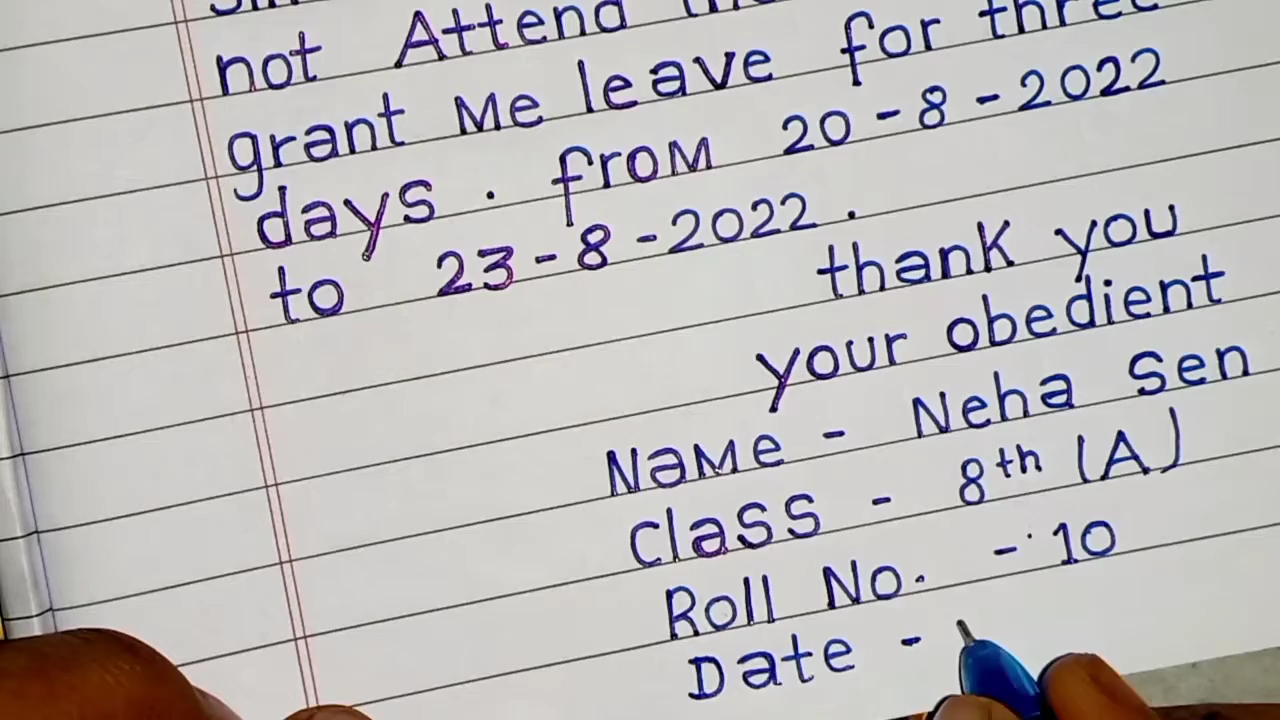 not Attend
grant Me leave for three
days. from 20-8-2022
to 23-8-2022.
thank you
your obedient
Name - Neha Sen
Class - 8th (A)
Roll No. - 10
Date -